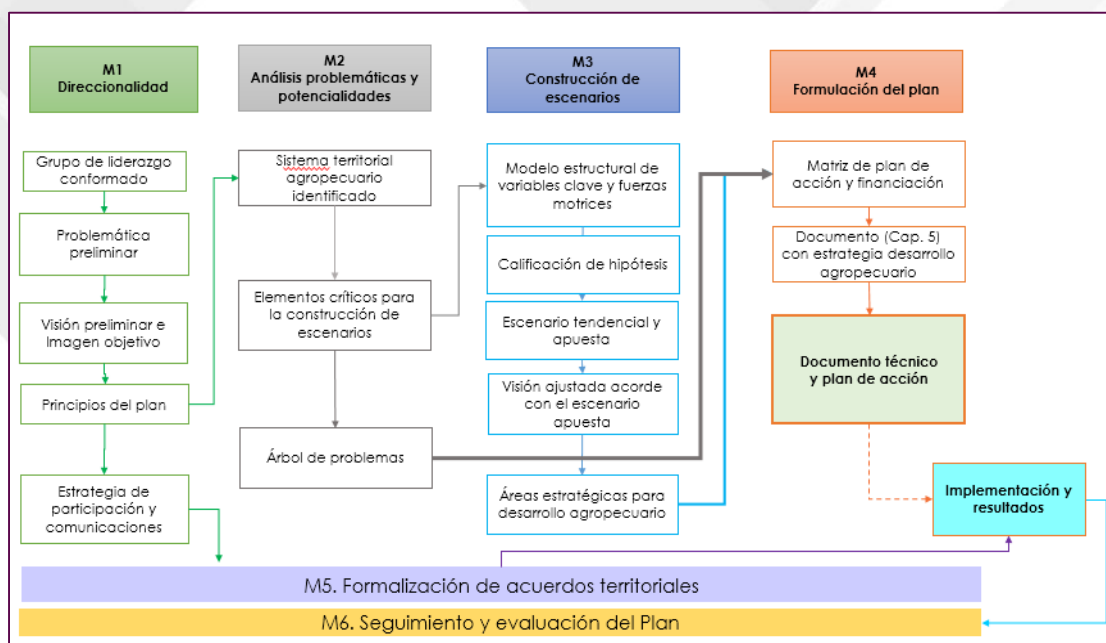 M1
Direccionalidad
M2
Análisis problemáticas y
potencialidades
M3
Construcción de
escenarios
M4
Formulación del plan
Grupo de liderazgo
conformado
Problemática
preliminar
Visión preliminar e
Imagen objetivo
Principios del plan
Estrategia de
participación y
comunicaciones
Sistema territorial
agropecuario
identificado
Elementos críticos para
la construcción de
escenarios
Árbol de problemas
Modelo estructural de
variables clave y fuerzas
motrices
Calificación de hipótesis
Escenario tendencial y
apuesta
Visión ajustada acorde
con el escenario
apuesta
Áreas estratégicas para
desarrollo agropecuario
Matriz de plan de
acción y financiación
Documento (Cap. 5)
con estrategia desarrollo
agropecuario
Documento técnico
y plan de acción
Implementación y
resultados
M5. Formalización de acuerdos territoriales
M6. Seguimiento y evaluación del Plan